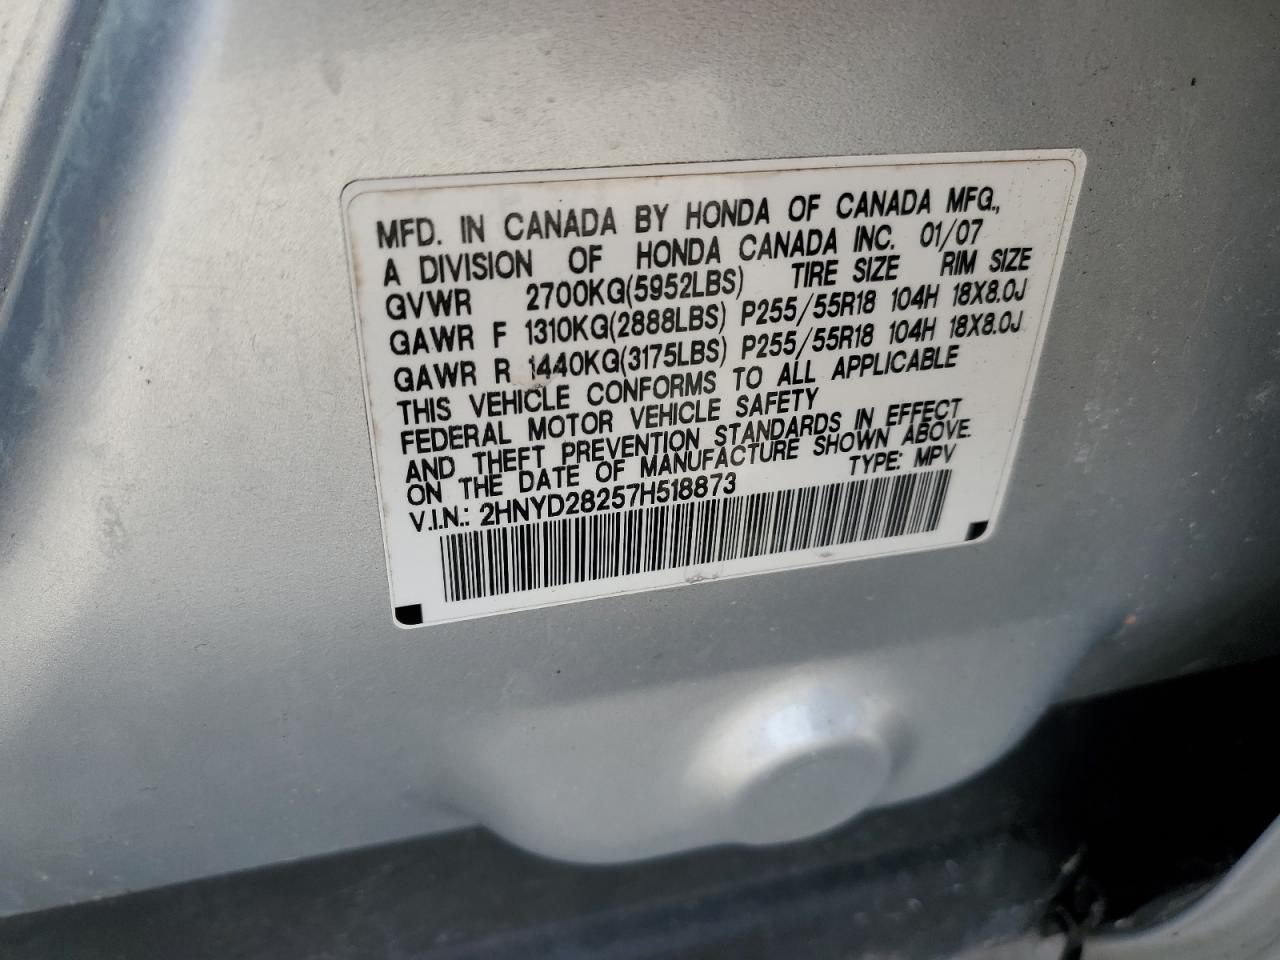 MFD. IN CANADA BY HONDA OF CANADA MFG.,
A DIVISION OF HONDA CANADA INC. 01/07
GVWR 2700KG(5952LBS) TIRE SIZE RIM SIZE
GAWR F 1310KG(2888LBS) P255/55R18 104H 18X8.0J
GAWR R 1440KG(3175LBS) P255/55R18 104H 18X8.0J
THIS VEHICLE CONFORMS TO ALL APPLICABLE
FEDERAL MOTOR VEHICLE SAFETY
AND THEFT PREVENTION STANDARDS IN EFFECT
ON THE DATE OF MANUFACTURE SHOWN ABOVE.
V.I.N.: 2HNYD28257H518873 TYPE: MPV